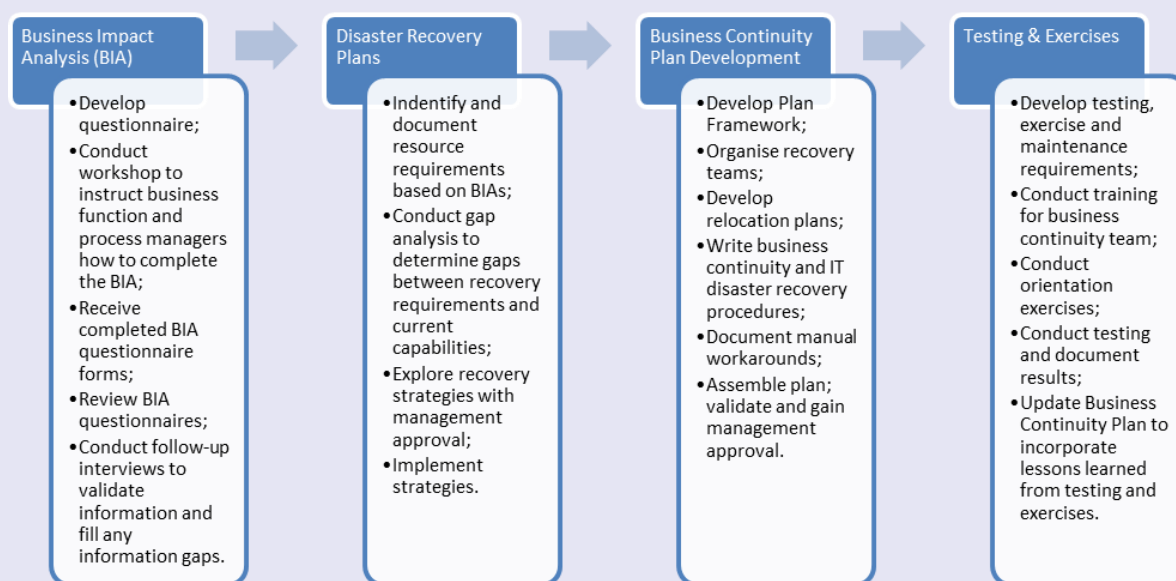 Business Impact
Analysis (BIA)
•Develop
questionnaire;
•Conduct
workshop to
instruct business
function and
process managers
how to complete
the BIA;
•Receive
completed BIA
questionnaire
forms;
•Review BIA
questionnaires;
•Conduct follow-up
interviews to
validate
information and
fill any
information gaps.
Disaster Recovery
Plans
•Indentify and
document
resource
requirements
based on BIAs;
•Conduct gap
analysis to
determine gaps
between recovery
requirements and
current
capabilities;
•Explore recovery
strategies with
management
approval;
•Implement
strategies.
Business Continuity
Plan Development
•Develop Plan
Framework;
•Organise recovery
teams;
•Develop
relocation plans;
•Write business
continuity and IT
disaster recovery
procedures;
•Document manual
workarounds;
•Assemble plan;
validate and gain
management
approval.
Testing & Exercises
•Develop testing,
exercise and
maintenance
requirements;
•Conduct training
for business
continuity team;
•Conduct
orientation
exercises;
•Conduct testing
and document
results;
•Update Business
Continuity Plan to
incorporate
lessons learned
from testing and
exercises.